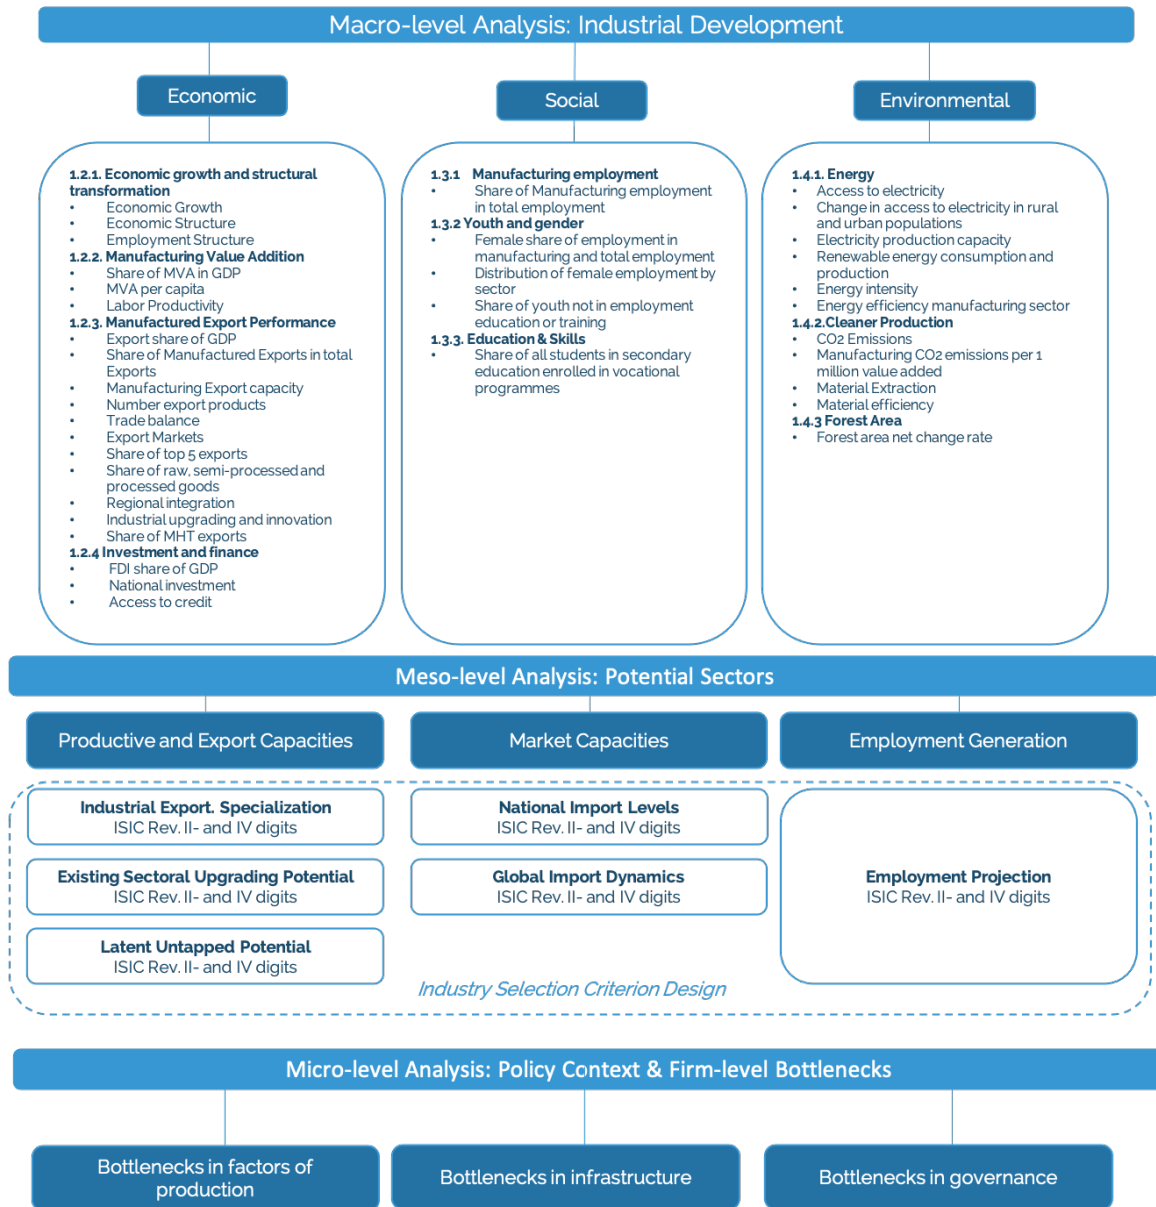 Macro-level Analysis: Industrial Development
Economic
Social
Environmental
1.2.1. Economic growth and structural
transformation
• Economic Growth
• Economic Structure
• Employment Structure
1.2.2. Manufacturing Value Addition
• Share of MVA in GDP
• MVA per capita
• Labor Productivity
1.2.3. Manufactured Export Performance
• Export share of GDP
• Share of Manufactured Exports in total
Exports
• Manufacturing Export capacity
• Number export products
• Trade balance
• Export Markets
• Share of top 5 exports
• Share of raw, semi-processed and
processed goods
• Regional integration
• Industrial upgrading and innovation
• Share of MHT exports
1.2.4 Investment and finance
• FDI share of GDP
• National investment
• Access to credit
1.3.1 Manufacturing employment
• Share of Manufacturing employment
in total employment
1.3.2 Youth and gender
• Female share of employment in
manufacturing and total employment
• Distribution of female employment by
sector
• Share of youth not in employment
education or training
1.3.3. Education & Skills
• Share of all students in secondary
education enrolled in vocational
programmes
1.4.1. Energy
• Access to electricity
• Change in access to electricity in rural
and urban populations
• Electricity production capacity
• Renewable energy consumption and
production
• Energy intensity
• Energy efficiency manufacturing sector
1.4.2.Cleaner Production
• CO2 Emissions
• Manufacturing CO2 emissions per 1
million value added
• Material Extraction
• Material efficiency
1.4.3 Forest Area
• Forest area net change rate
Meso-level Analysis: Potential Sectors
Productive and Export Capacities
Market Capacities
Employment Generation
Industrial Export. Specialization
ISIC Rev. II- and IV digits
Existing Sectoral Upgrading Potential
ISIC Rev. II- and IV digits
Latent Untapped Potential
ISIC Rev. II- and IV digits
National Import Levels
ISIC Rev. II- and IV digits
Global Import Dynamics
ISIC Rev. II- and IV digits
Employment Projection
ISIC Rev. II- and IV digits
Industry Selection Criterion Design
Micro-level Analysis: Policy Context & Firm-level Bottlenecks
Bottlenecks in factors of
production
Bottlenecks in infrastructure
Bottlenecks in governance